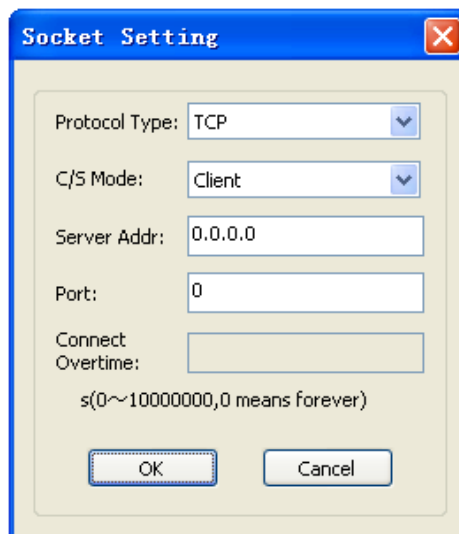 Socket Setting
Protocol Type: TCP
C/S Mode: Client
Server Addr: 0.0.0.0
Port: 0
Connect
Overtime:
s(0～10000000,0 means forever)
OK Cancel